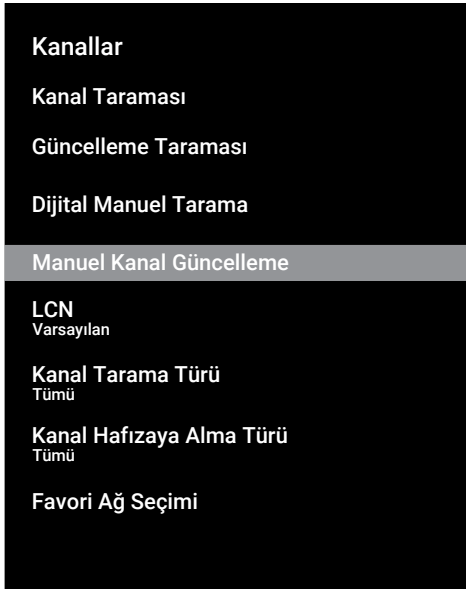 Kanallar
Kanal Taraması
Güncelleme Taraması
Dijital Manuel Tarama
Manuel Kanal Güncelleme
LCN
Varsayılan
Kanal Tarama Türü
Tümü
Kanal Hafızaya Alma Türü
Tümü
Favori Ağ Seçimi